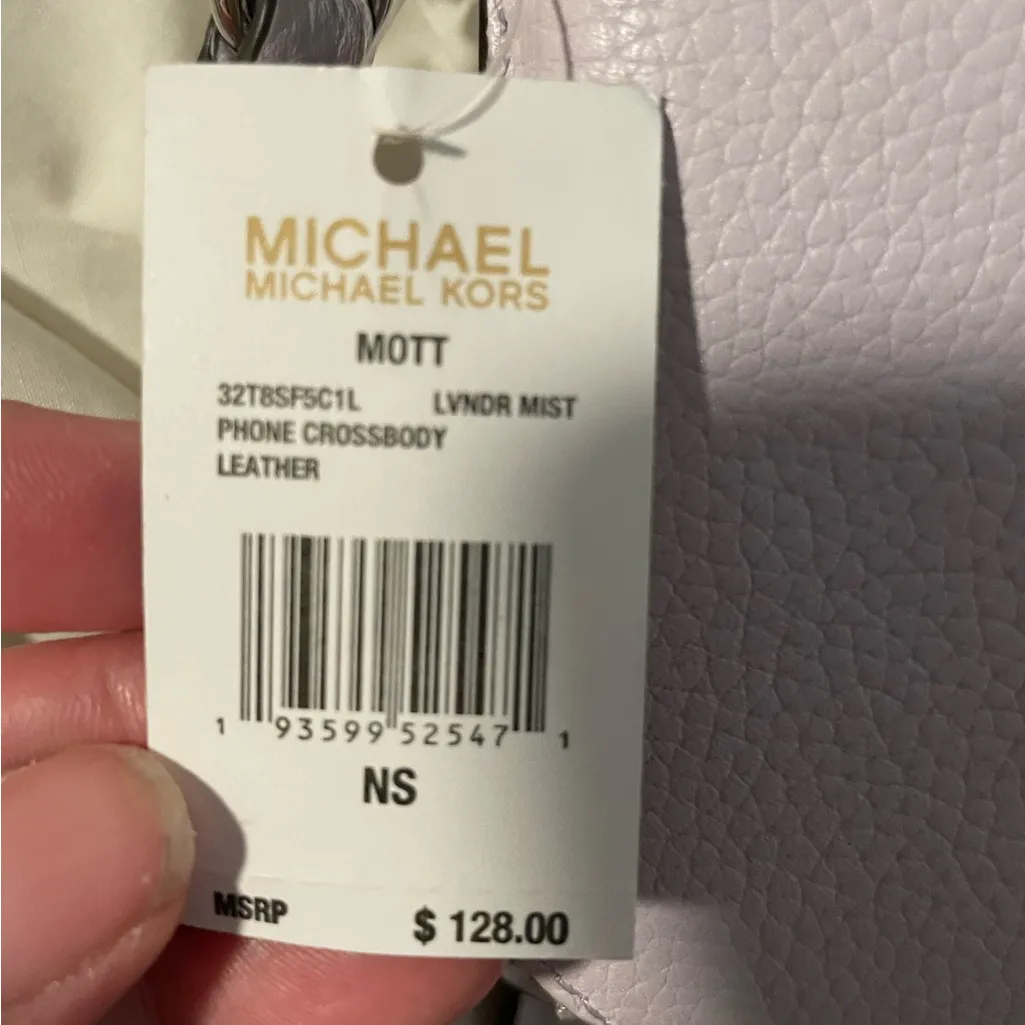 MICHAEL
MICHAEL KORS
MOTT
32T8SF5C1L LVNDR MIST
PHONE CROSSBODY
LEATHER
1 93599 52547 1
NS
MSRP $ 128.00